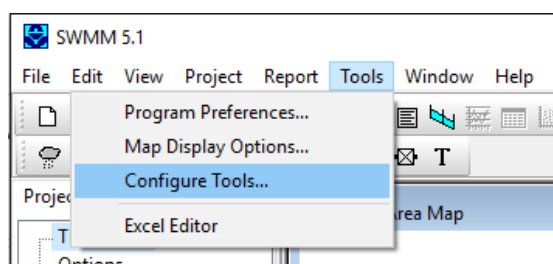 SWMM 5.1
File Edit View Project Report Tools Window Help
Program Preferences...
Map Display Options...
T
Configure Tools...
Area Map
Excel Editor
Options